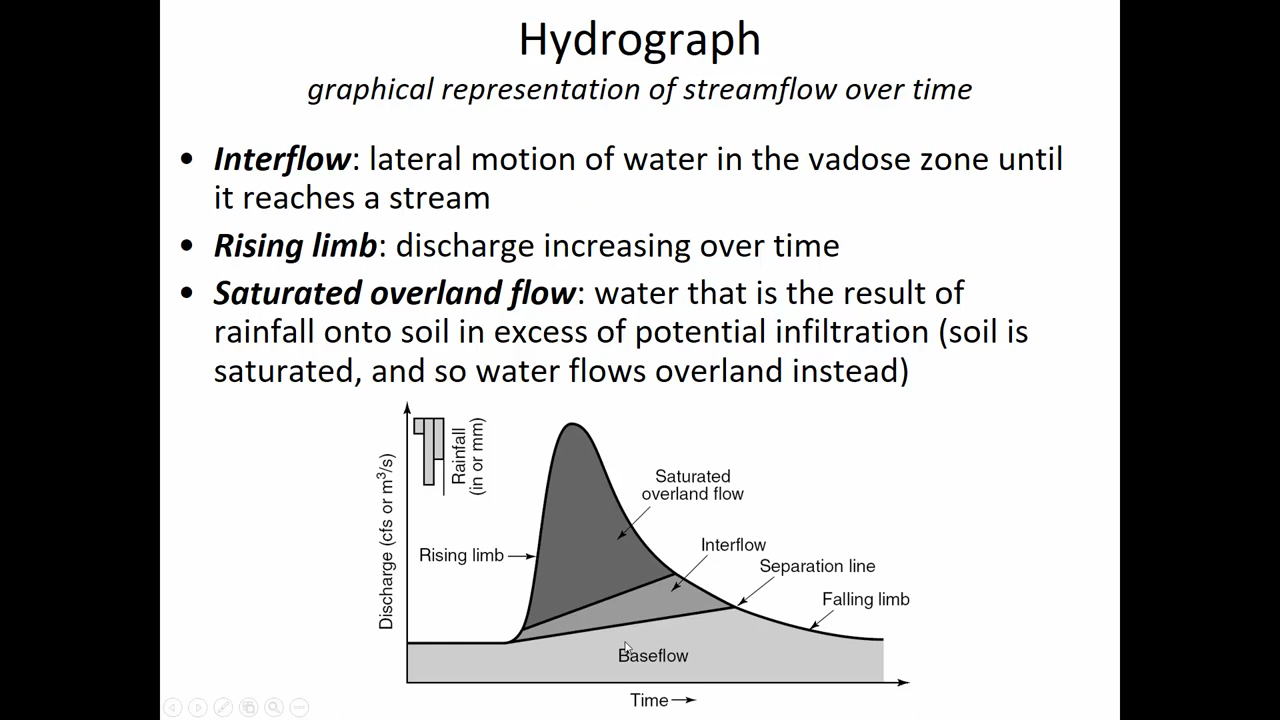 Hydrograph
graphical representation of streamflow over time
• Interflow: lateral motion of water in the vadose zone until
it reaches a stream
• Rising limb: discharge increasing over time
• Saturated overland flow: water that is the result of
rainfall onto soil in excess of potential infiltration (soil is
saturated, and so water flows overland instead)
Discharge (cfs or m³/s)
Rainfall
(in or mm)
Saturated
overland flow
Rising limb
Interflow
Separation line
Falling limb
Baseflow
Time